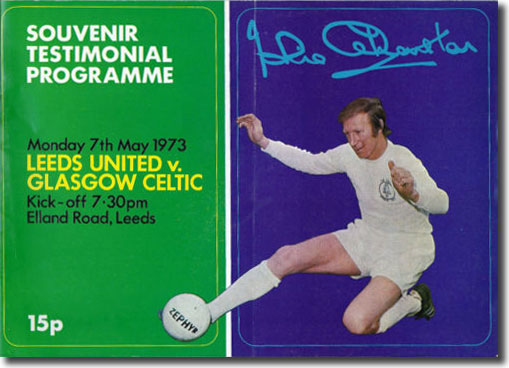 SOUVENIR
TESTIMONIAL
PROGRAMME
Monday 7th May 1973
LEEDS UNITED v.
GLASGOW CELTIC
Kick-off 7·30pm
Elland Road, Leeds
15p
ZEPHYR